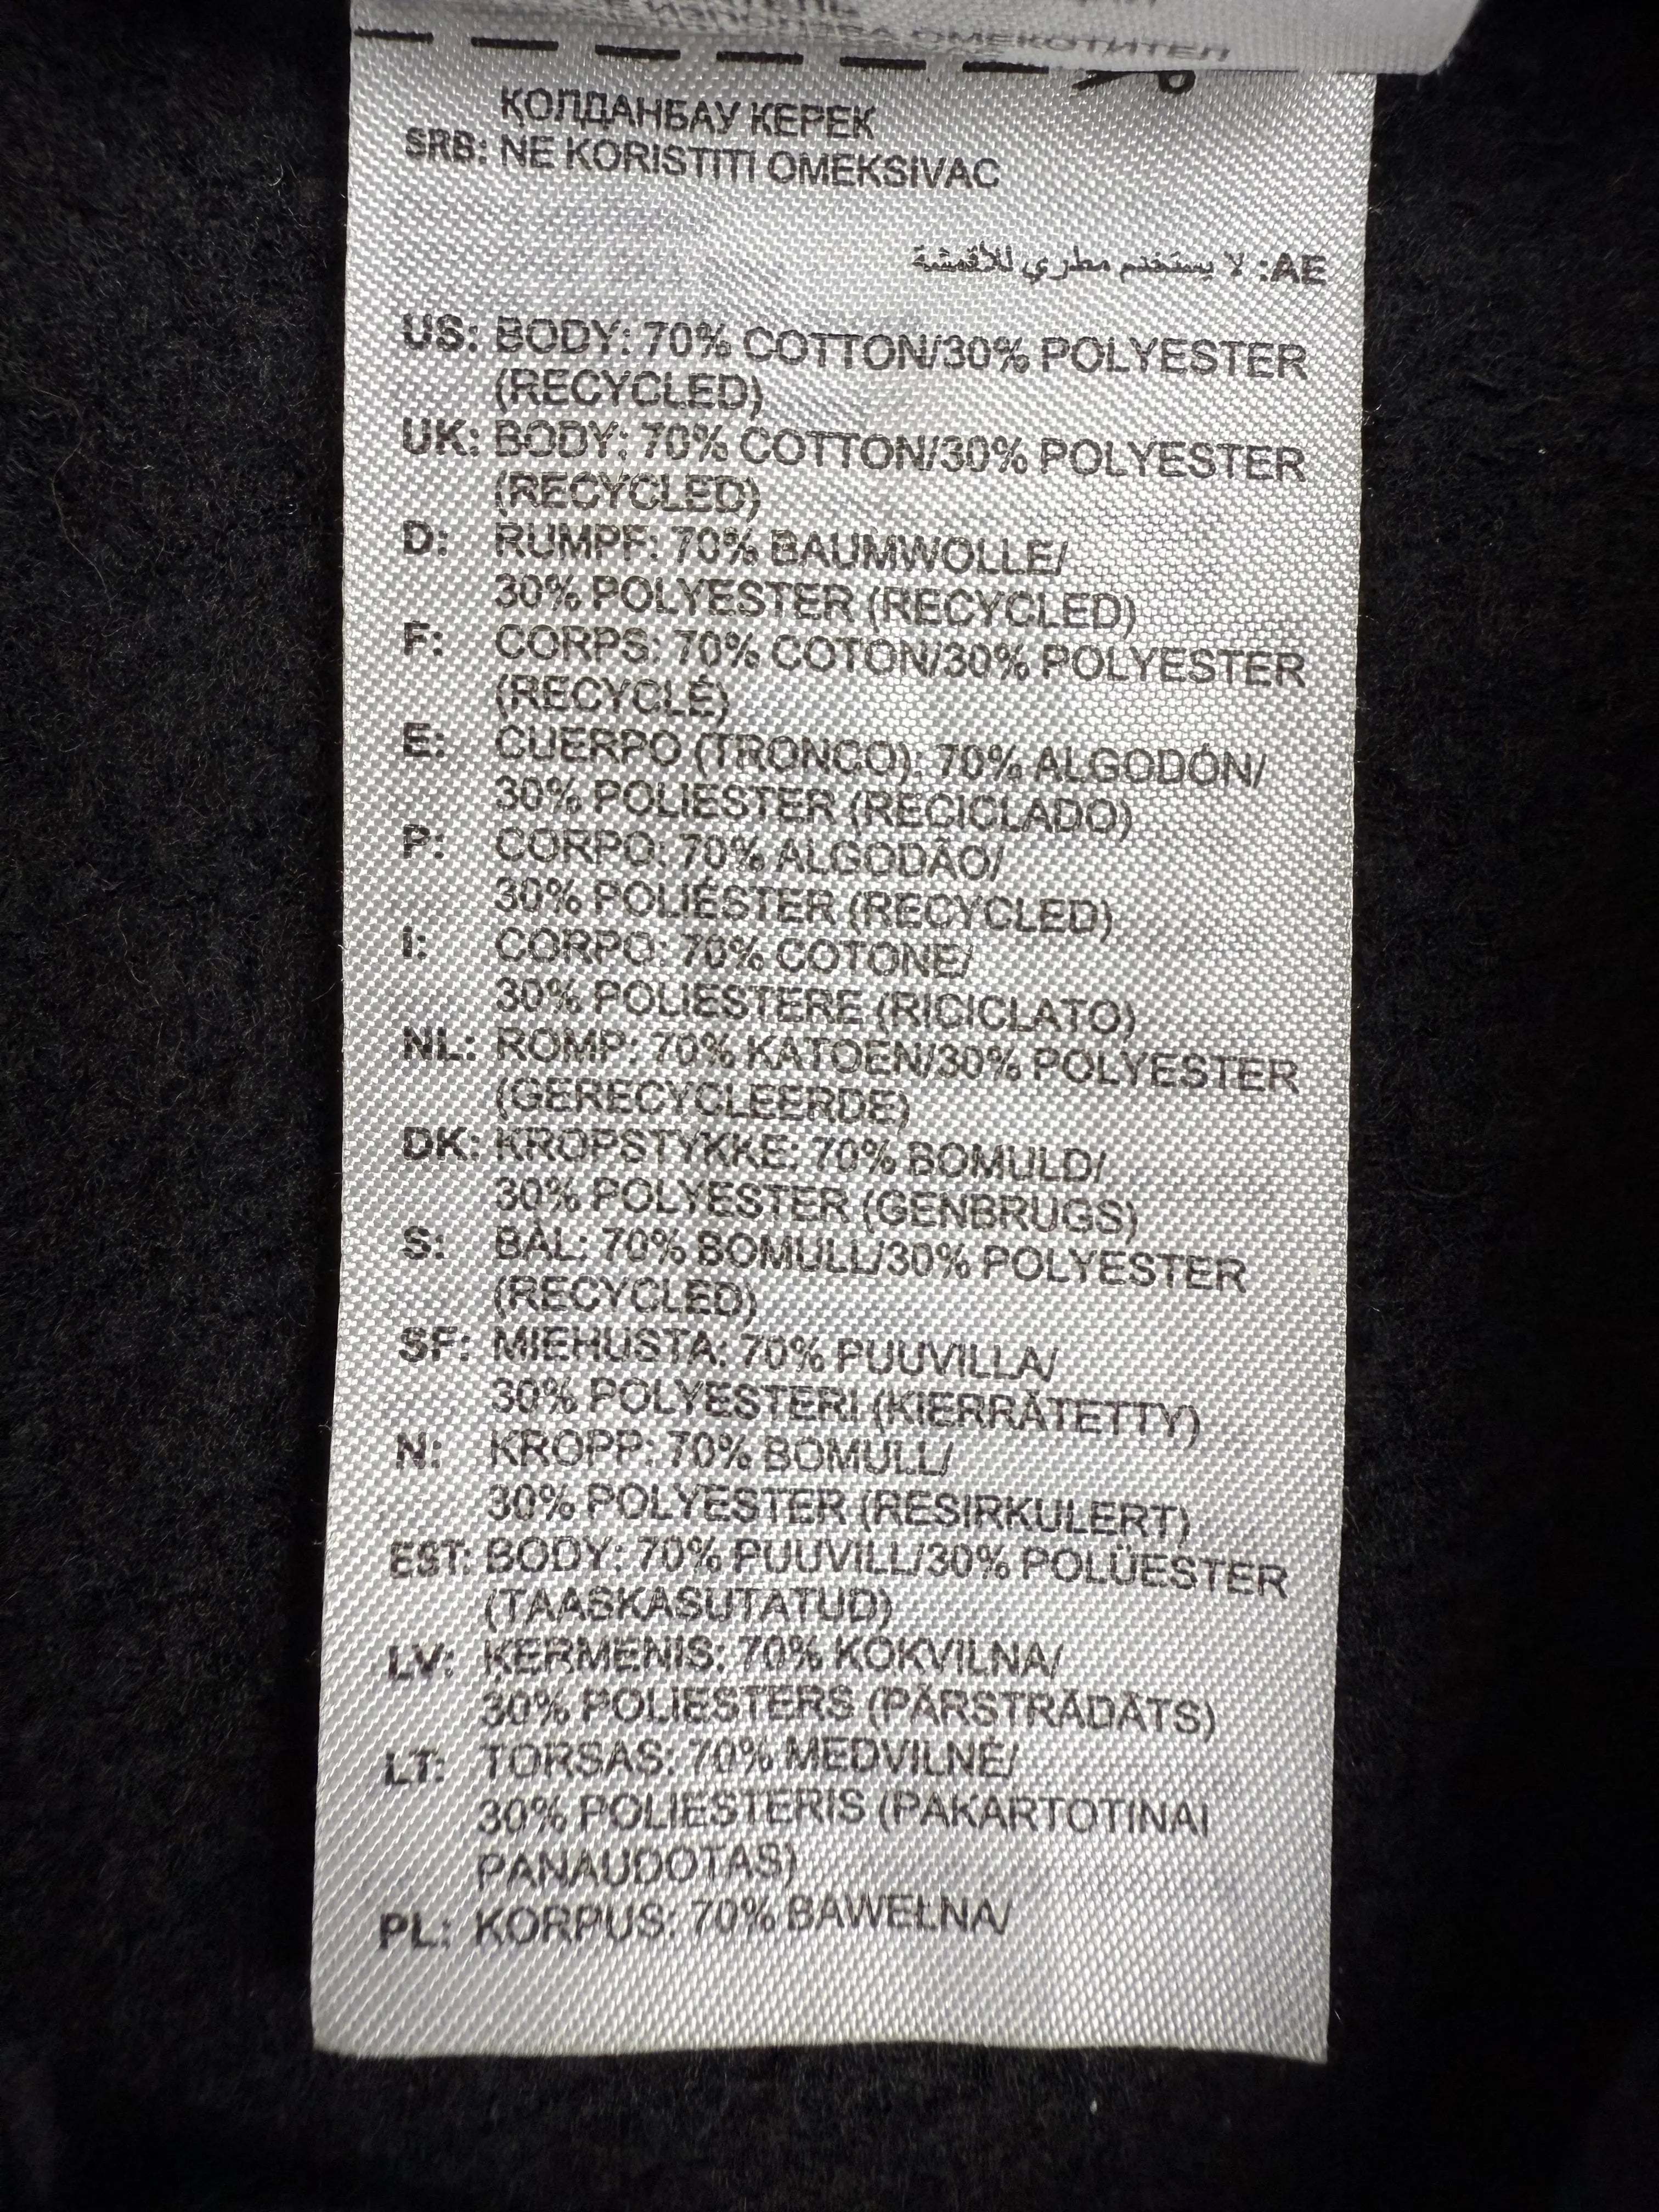 ОМЕКОТИТЕЛ
ҚОЛДАНБАУ КЕРЕК
SRB: NE KORISTITI OMEKSIVAC
AE: لا يستخدم مطري للأقمشة
US: BODY: 70% COTTON/30% POLYESTER
(RECYCLED)
UK: BODY: 70% COTTON/30% POLYESTER
(RECYCLED)
D: RUMPF: 70% BAUMWOLLE/
30% POLYESTER (RECYCLED)
F: CORPS: 70% COTON/30% POLYESTER
(RECYCLÉ)
E: CUERPO (TRONCO): 70% ALGODÓN/
30% POLIESTER (RECICLADO)
P: CORPO: 70% ALGODÃO/
30% POLIÉSTER (RECYCLED)
I: CORPO: 70% COTONE/
30% POLIESTERE (RICICLATO)
NL: ROMP: 70% KATOEN/30% POLYESTER
(GERECYCLEERDE)
DK: KROPSTYKKE: 70% BOMULD/
30% POLYESTER (GENBRUGS)
S: BÅL: 70% BOMULL/30% POLYESTER
(RECYCLED)
SF: MIEHUSTA: 70% PUUVILLA/
30% POLYESTERI (KIERRÄTETTY)
N: KROPP: 70% BOMULL/
30% POLYESTER (RESIRKULERT)
EST: BODY: 70% PUUVILL/30% POLÜESTER
(TAASKASUTATUD)
LV: ĶERMENIS: 70% KOKVILNA/
30% POLIESTERS (PĀRSTRĀDĀTS)
LT: TORSAS: 70% MEDVILNĖ/
30% POLIESTERIS (PAKARTOTINAI
PANAUDOTAS)
PL: KORPUS: 70% BAWEŁNA/